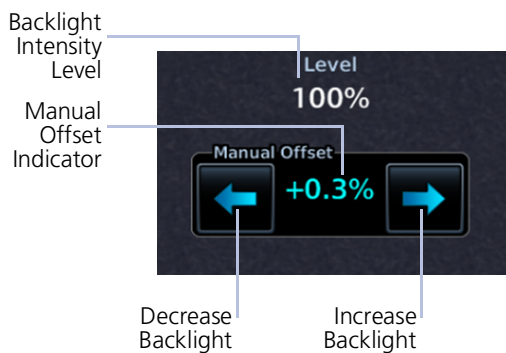 Backlight
Intensity
Level
Level
100%
Manual
Offset
Indicator
Manual Offset
+0.3%
Decrease
Backlight
Increase
Backlight